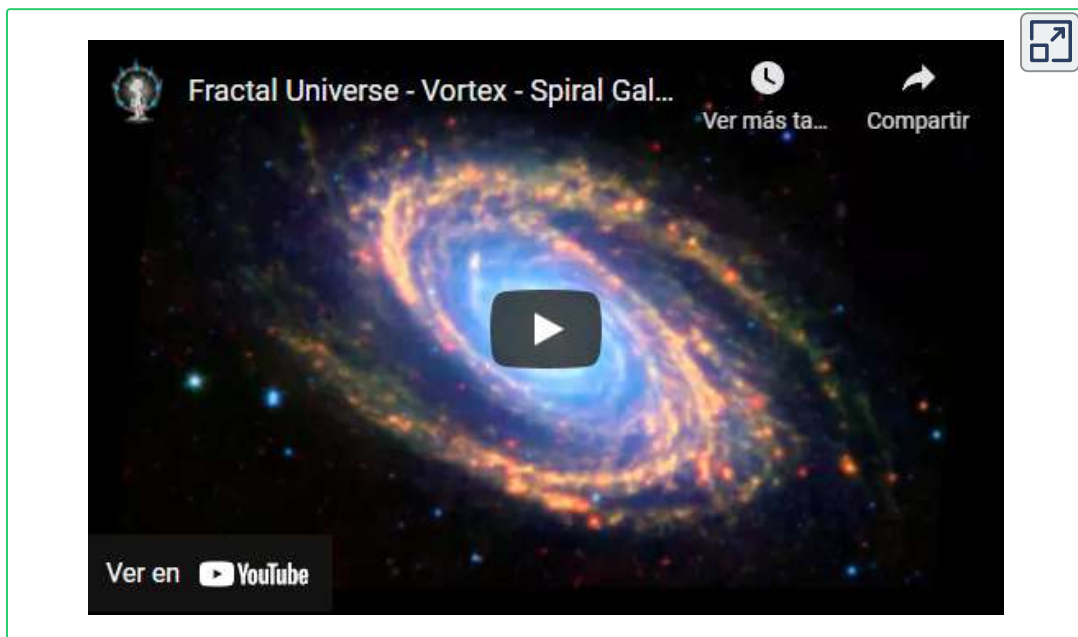 Fractal Universe - Vortex - Spiral Gal...
Ver más ta...
Compartir
Ver en YouTube